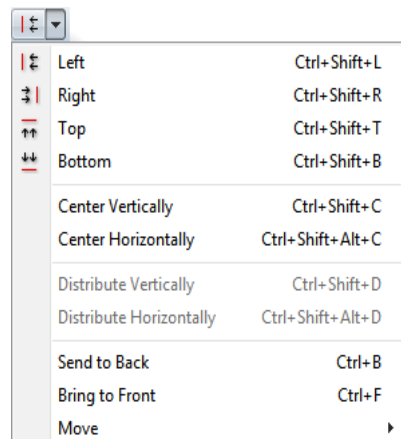 Left Ctrl+Shift+L
Right Ctrl+Shift+R
Top Ctrl+Shift+T
Bottom Ctrl+Shift+B
Center Vertically Ctrl+Shift+C
Center Horizontally Ctrl+Shift+Alt+C
Distribute Vertically Ctrl+Shift+D
Distribute Horizontally Ctrl+Shift+Alt+D
Send to Back Ctrl+B
Bring to Front Ctrl+F
Move